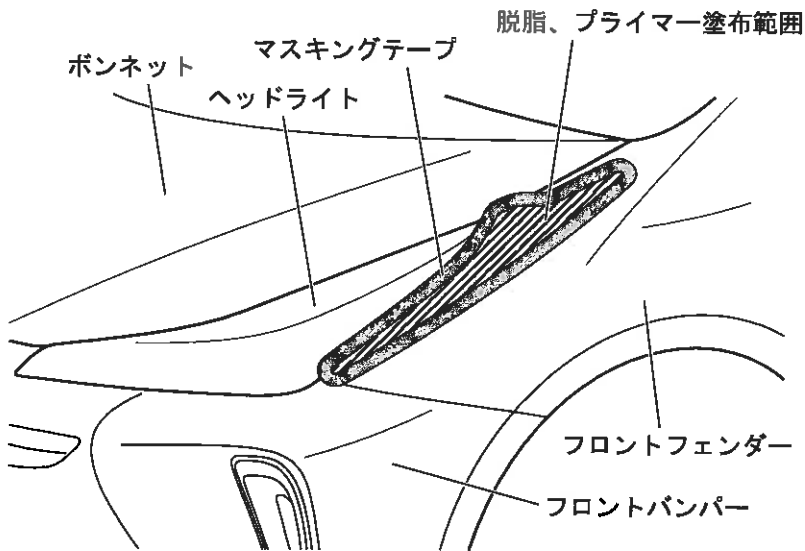 脱脂、プライマー塗布範囲
マスキングテープ
ボンネット
ヘッドライト
フロントフェンダー
フロントバンパー